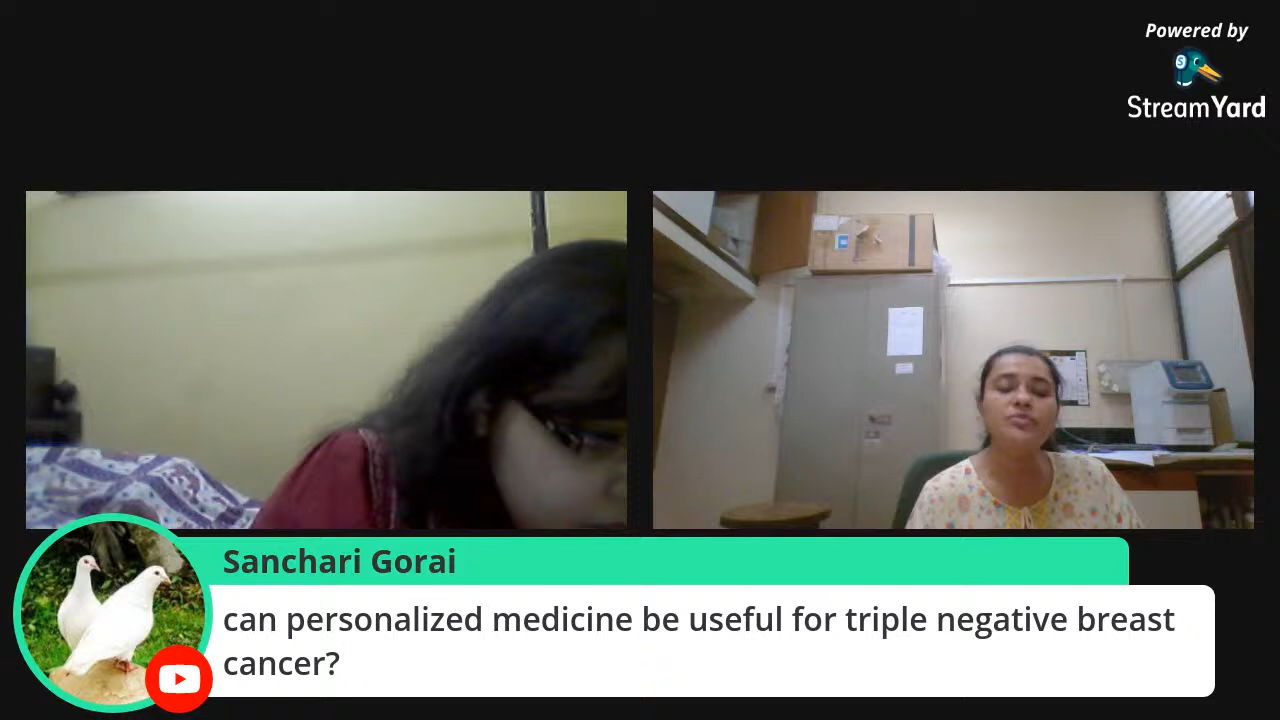 Powered by
StreamYard
Sanchari Gorai
can personalized medicine be useful for triple negative breast
cancer?